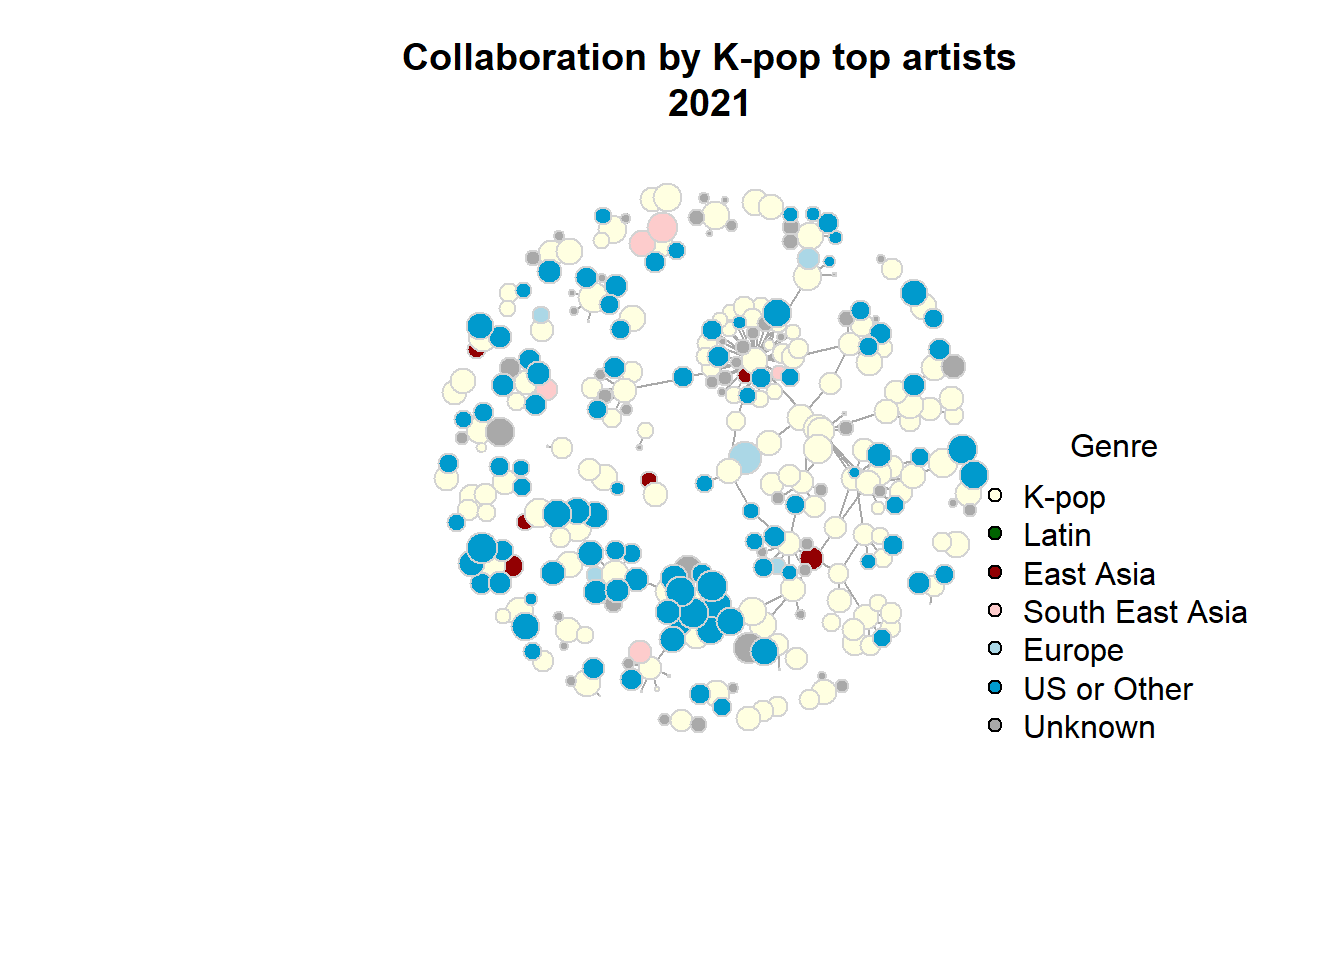 Collaboration by K-pop top artists
2021
Genre
K-pop
Latin
East Asia
South East Asia
Europe
US or Other
Unknown